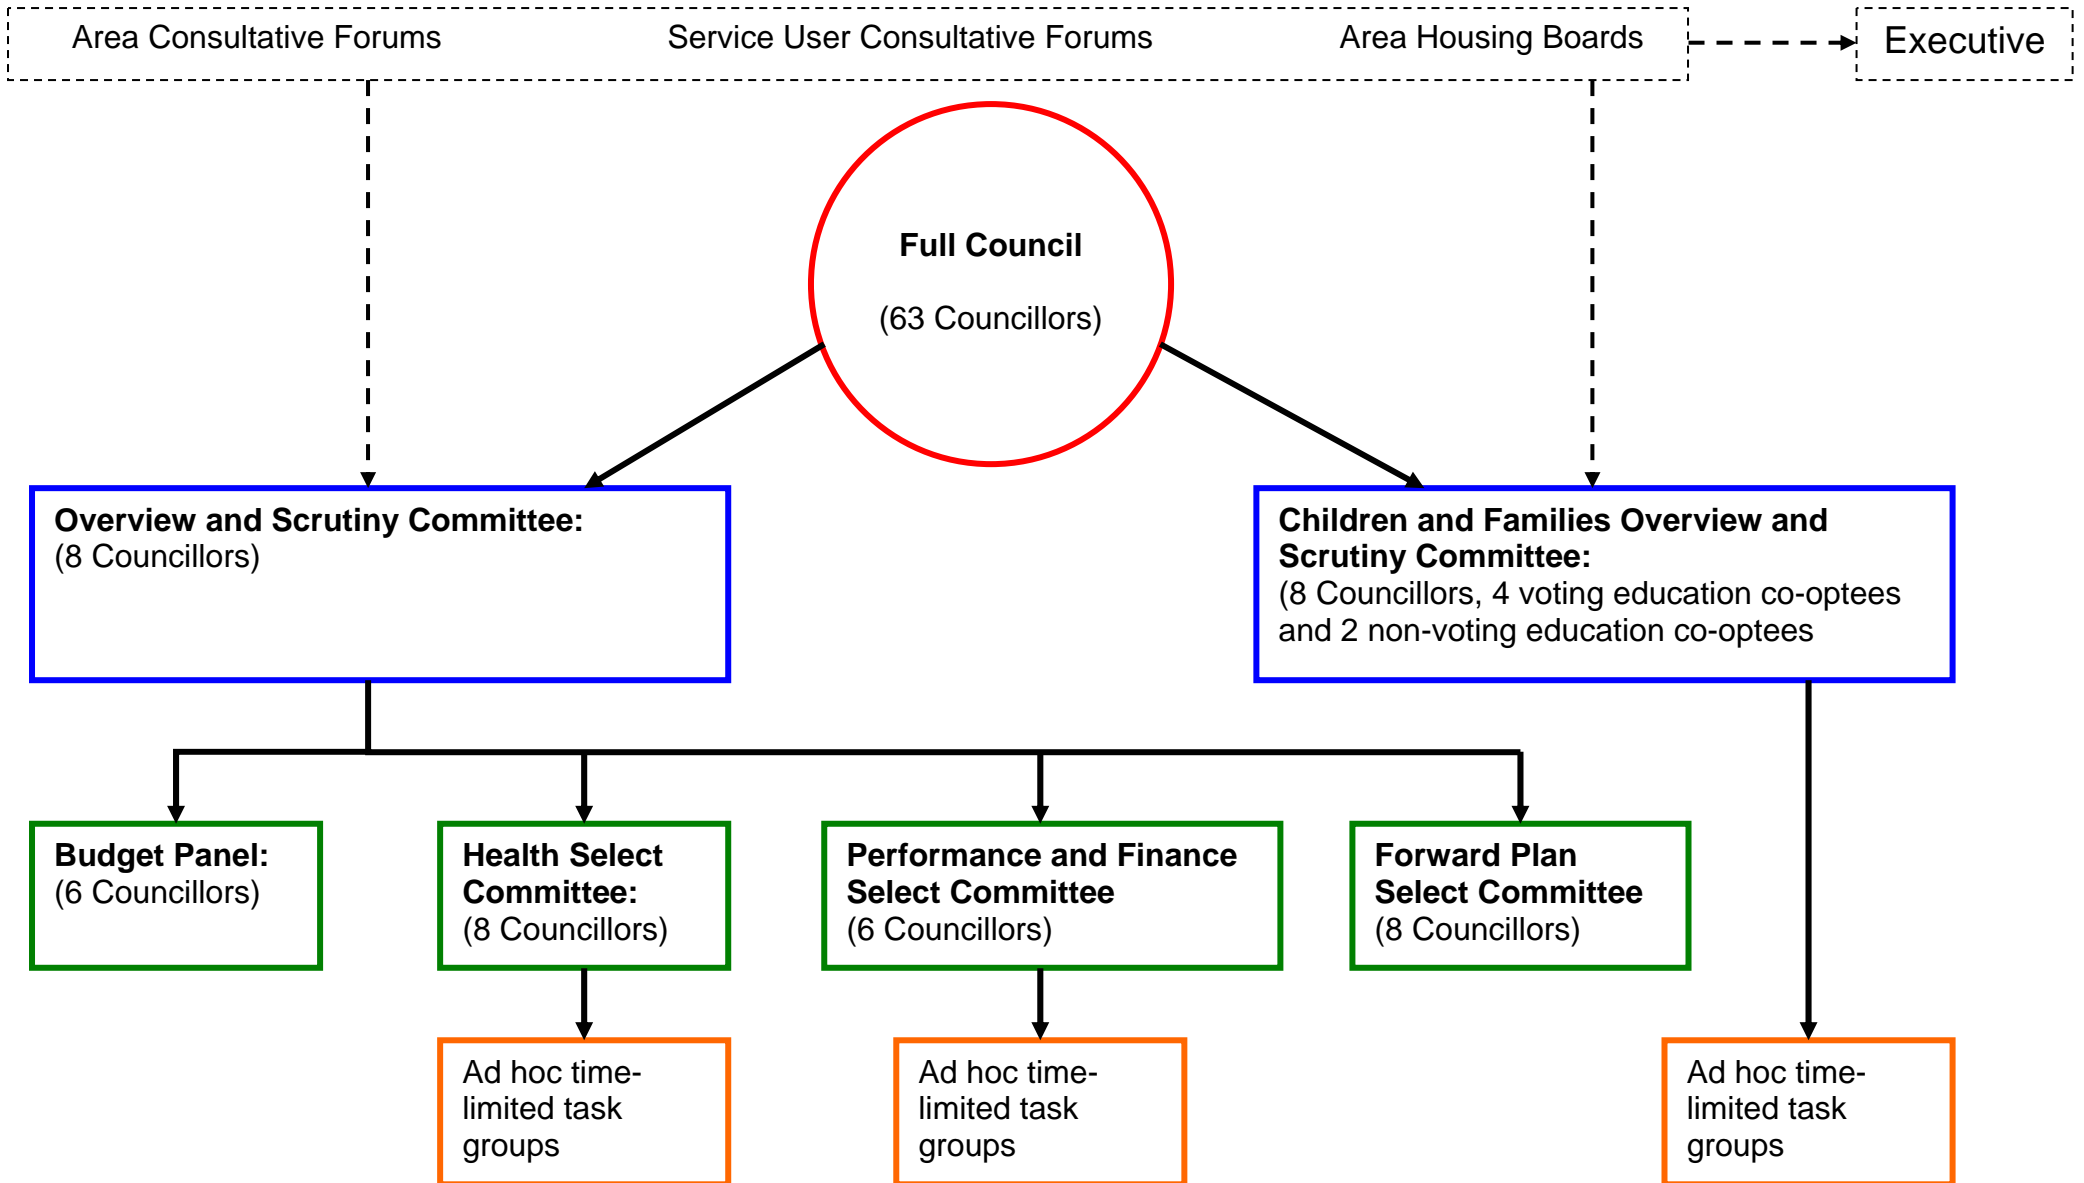 Area Consultative Forums
Service User Consultative Forums
Area Housing Boards
Executive
Full Council
(63 Councillors)
Overview and Scrutiny Committee:
(8 Councillors)
Children and Families Overview and
Scrutiny Committee:
(8 Councillors, 4 voting education co-optees
and 2 non-voting education co-optees
Budget Panel:
(6 Councillors)
Health Select
Committee:
(8 Councillors)
Performance and Finance
Select Committee
(6 Councillors)
Forward Plan
Select Committee
(8 Councillors)
Ad hoc time-
limited task
groups
Ad hoc time-
limited task
groups
Ad hoc time-
limited task
groups